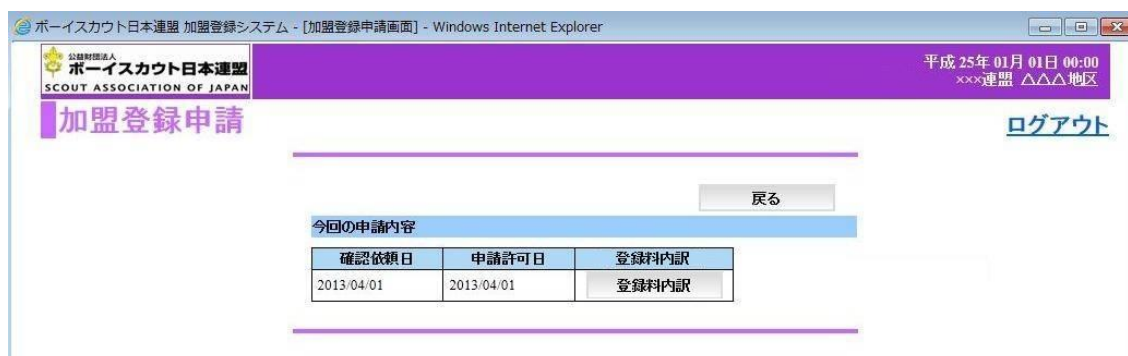 ボーイスカウト日本連盟 加盟登録システム - [加盟登録申請画面] - Windows Internet Explorer
公益財団法人
ボーイスカウト日本連盟
SCOUT ASSOCIATION OF JAPAN
平成 25年 01月 01日 00:00
×××連盟 △△△地区
加盟登録申請
ログアウト
戻る
今回の申請内容
確認依頼日 申請許可日 登録料内訳
2013/04/01 2013/04/01 登録料内訳